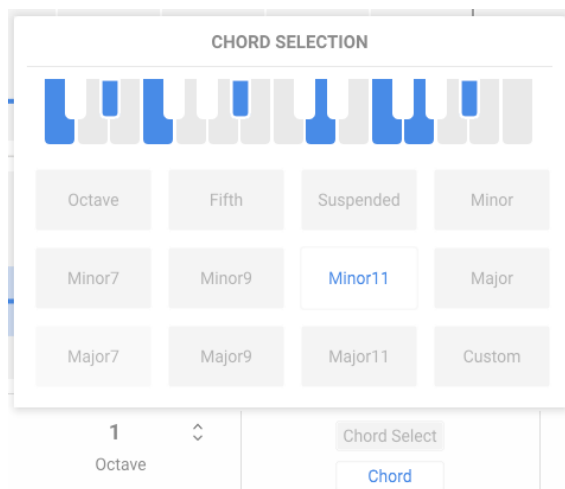 CHORD SELECTION
Octave Fifth Suspended Minor
Minor7 Minor9 Minor11 Major
Major7 Major9 Major11 Custom
1 Chord Select
Octave Chord